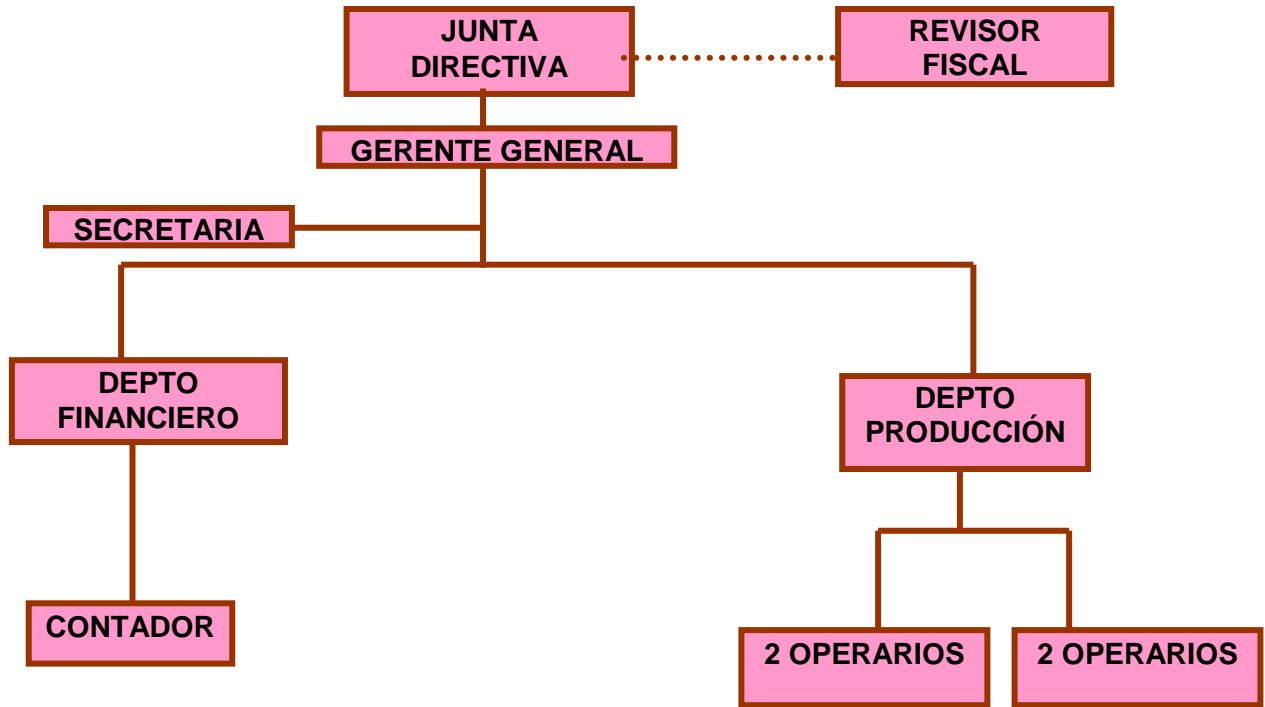 JUNTA
DIRECTIVA
REVISOR
FISCAL
GERENTE GENERAL
SECRETARIA
DEPTO
FINANCIERO
DEPTO
PRODUCCIÓN
CONTADOR
2 OPERARIOS
2 OPERARIOS